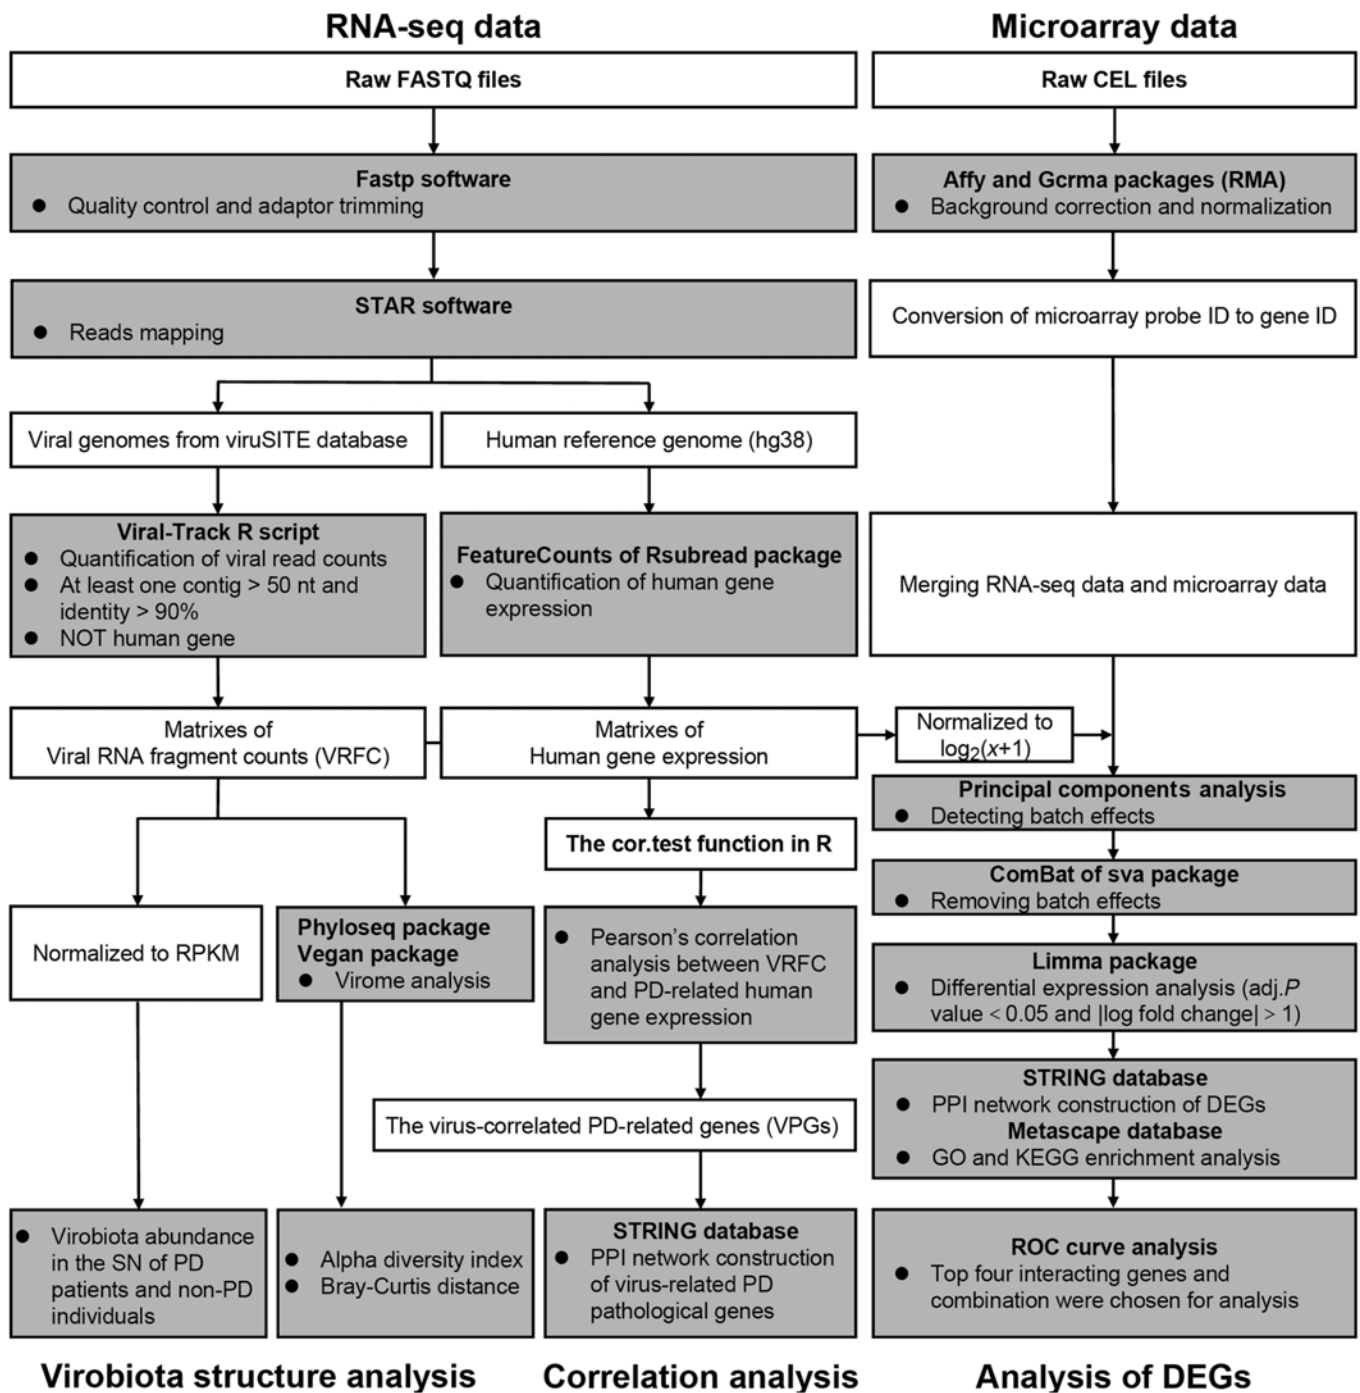 RNA-seq data
Microarray data
Raw FASTQ files
Raw CEL files
Fastp software
● Quality control and adaptor trimming
Affy and Gcrma packages (RMA)
● Background correction and normalization
STAR software
● Reads mapping
Conversion of microarray probe ID to gene ID
Viral genomes from viruSITE database
Human reference genome (hg38)
Viral-Track R script
● Quantification of viral read counts
● At least one contig > 50 nt and
identity > 90%
● NOT human gene
FeatureCounts of Rsubread package
● Quantification of human gene
expression
Merging RNA-seq data and microarray data
Matrixes of
Viral RNA fragment counts (VRFC)
Matrixes of
Human gene expression
Normalized to
log₂(x+1)
Principal components analysis
● Detecting batch effects
The cor.test function in R
ComBat of sva package
● Removing batch effects
Normalized to RPKM
Phyloseq package
Vegan package
● Virome analysis
● Pearson's correlation
analysis between VRFC
and PD-related human
gene expression
Limma package
● Differential expression analysis (adj.P
value < 0.05 and |log fold change| > 1)
The virus-correlated PD-related genes (VPGs)
STRING database
● PPI network construction of DEGs
Metascape database
● GO and KEGG enrichment analysis
● Virobiota abundance
in the SN of PD
patients and non-PD
individuals
● Alpha diversity index
● Bray-Curtis distance
STRING database
● PPI network construction
of virus-related PD
pathological genes
ROC curve analysis
● Top four interacting genes and
combination were chosen for analysis
Virobiota structure analysis
Correlation analysis
Analysis of DEGs